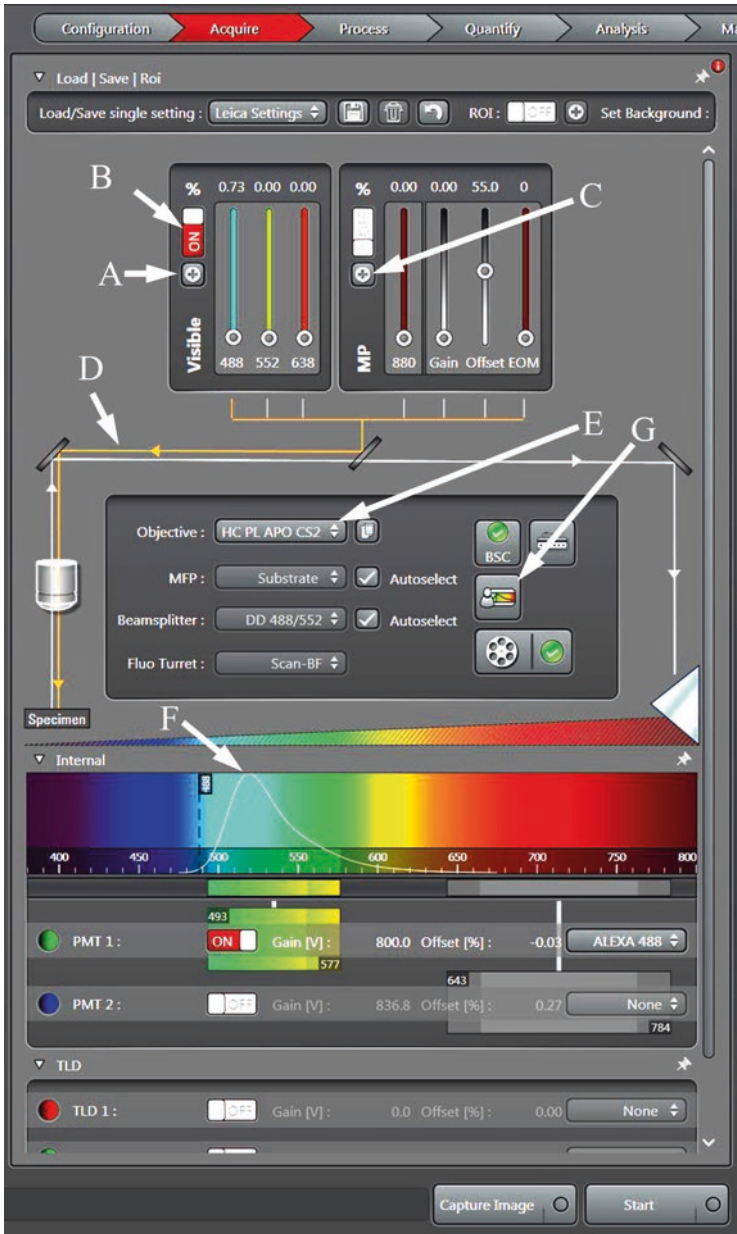 Configuration Acquire Process Quantify Analysis Ma
Load | Save | Roi
Load/Save single setting : Leica Settings ROI : OFF Set Background :
B
% 0.73 0.00 0.00
% 0.00 0.00 55.0 0
C
ON
OFF
A
Visible
488 552 638
MP
880 Gain Offset EOM
D
E
G
Objective : HC PL APO CS2
BSC
MFP : Substrate Autoselect
Beamsplitter : DD 488/552 Autoselect
Fluo Turret : Scan-BF
Specimen
F
Internal
488
400 450 500 550 600 650 700 750 800
493
PMT 1 : ON Gain [V] : 800.0 Offset [%] : -0.03 ALEXA 488
577
643
PMT 2 : OFF Gain [V] : 836.8 Offset [%] : 0.27 None
784
TLD
TLD 1 : OFF Gain [V] : 0.0 Offset [%] : 0.00 None
Capture Image Start